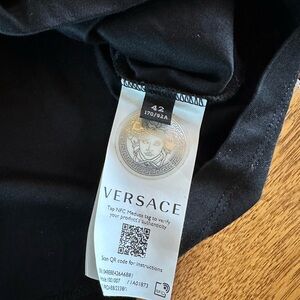 42
170/92A
VERSACE
Tap NFC Medusa tag to verify
your product's authenticity
Scan QR code for instructions